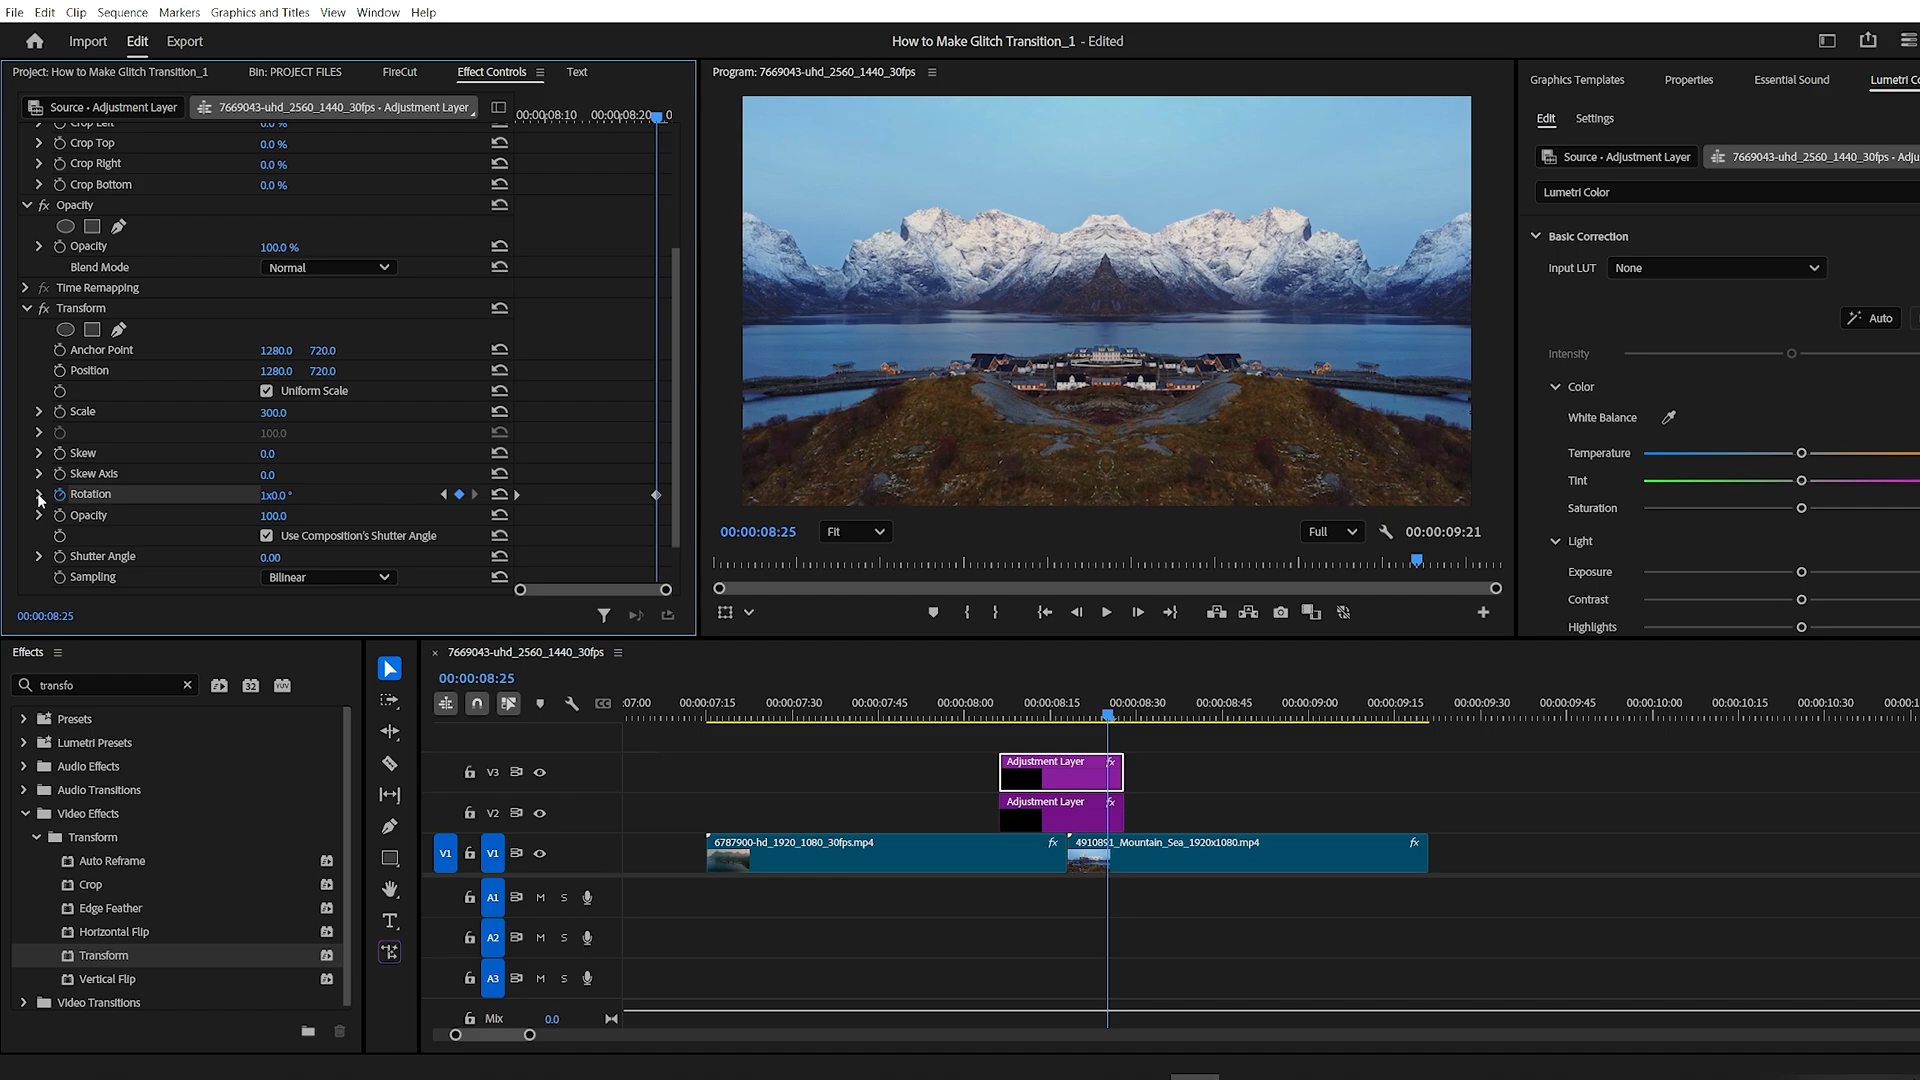 File Edit Clip Sequence Markers Graphics and Titles View Window Help
Import Edit Export
How to Make Glitch Transition_1 - Edited
Project: How to Make Glitch Transition_1 Bin: PROJECT FILES FireCut Effect Controls Text
Source • Adjustment Layer 7669043-uhd_2560_1440_30fps • Adjustment Layer
00:00:08:10 00:00:08:20 0
Crop Left 0.0 %
Crop Top 0.0 %
Crop Right 0.0 %
Crop Bottom 0.0 %
fx Opacity
Opacity 100.0 %
Blend Mode Normal
fx Time Remapping
fx Transform
Anchor Point 1280.0 720.0
Position 1280.0 720.0
Uniform Scale
Scale 300.0
100.0
Skew 0.0
Skew Axis 0.0
Rotation 1x0.0 °
Opacity 100.0
Use Composition's Shutter Angle
Shutter Angle 0.00
Sampling Bilinear
00:00:08:25
Program: 7669043-uhd_2560_1440_30fps
00:00:08:25 Fit Full 00:00:09:21
Graphics Templates Properties Essential Sound Lumetri Co
Edit Settings
Source • Adjustment Layer 7669043-uhd_2560_1440_30fps • Adju
Lumetri Color
Basic Correction
Input LUT None
Auto
Intensity
Color
White Balance
Temperature
Tint
Saturation
Light
Exposure
Contrast
Highlights
Effects
transfo 32 YUV
Presets
Lumetri Presets
Audio Effects
Audio Transitions
Video Effects
Transform
Auto Reframe
Crop
Edge Feather
Horizontal Flip
Transform
Vertical Flip
Video Transitions
T
× 7669043-uhd_2560_1440_30fps
00:00:08:25
CC
:07:00 00:00:07:15 00:00:07:30 00:00:07:45 00:00:08:00 00:00:08:15 00:00:08:30 00:00:08:45 00:00:09:00 00:00:09:15 00:00:09:30 00:00:09:45 00:00:10:00 00:00:10:15 00:00:10:30 00:00:1
V3 Adjustment Layer fx
V2 Adjustment Layer fx
V1 V1 6787900-hd_1920_1080_30fps.mp4 fx 4910891_Mountain_Sea_1920x1080.mp4 fx
A1 M S
A2 M S
A3 M S
Mix 0.0